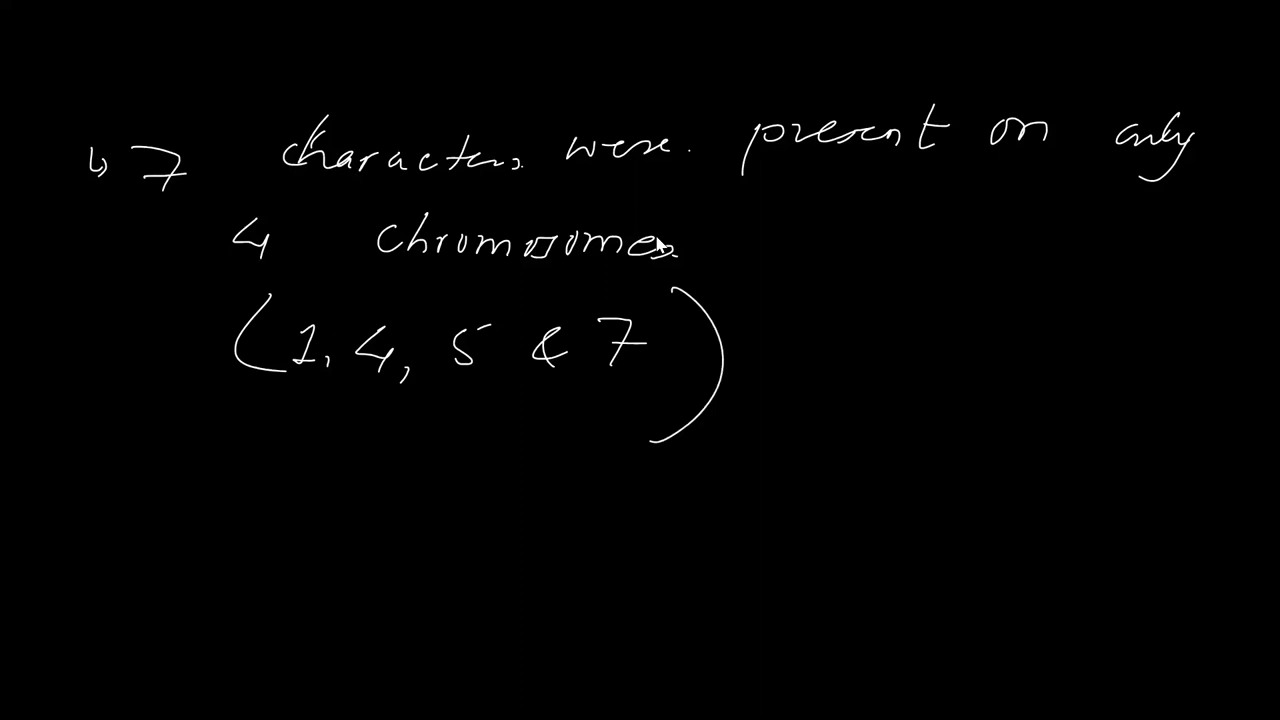 ↳ 7 characters were present on only
4 chromosomes.
(1, 4, 5 & 7)